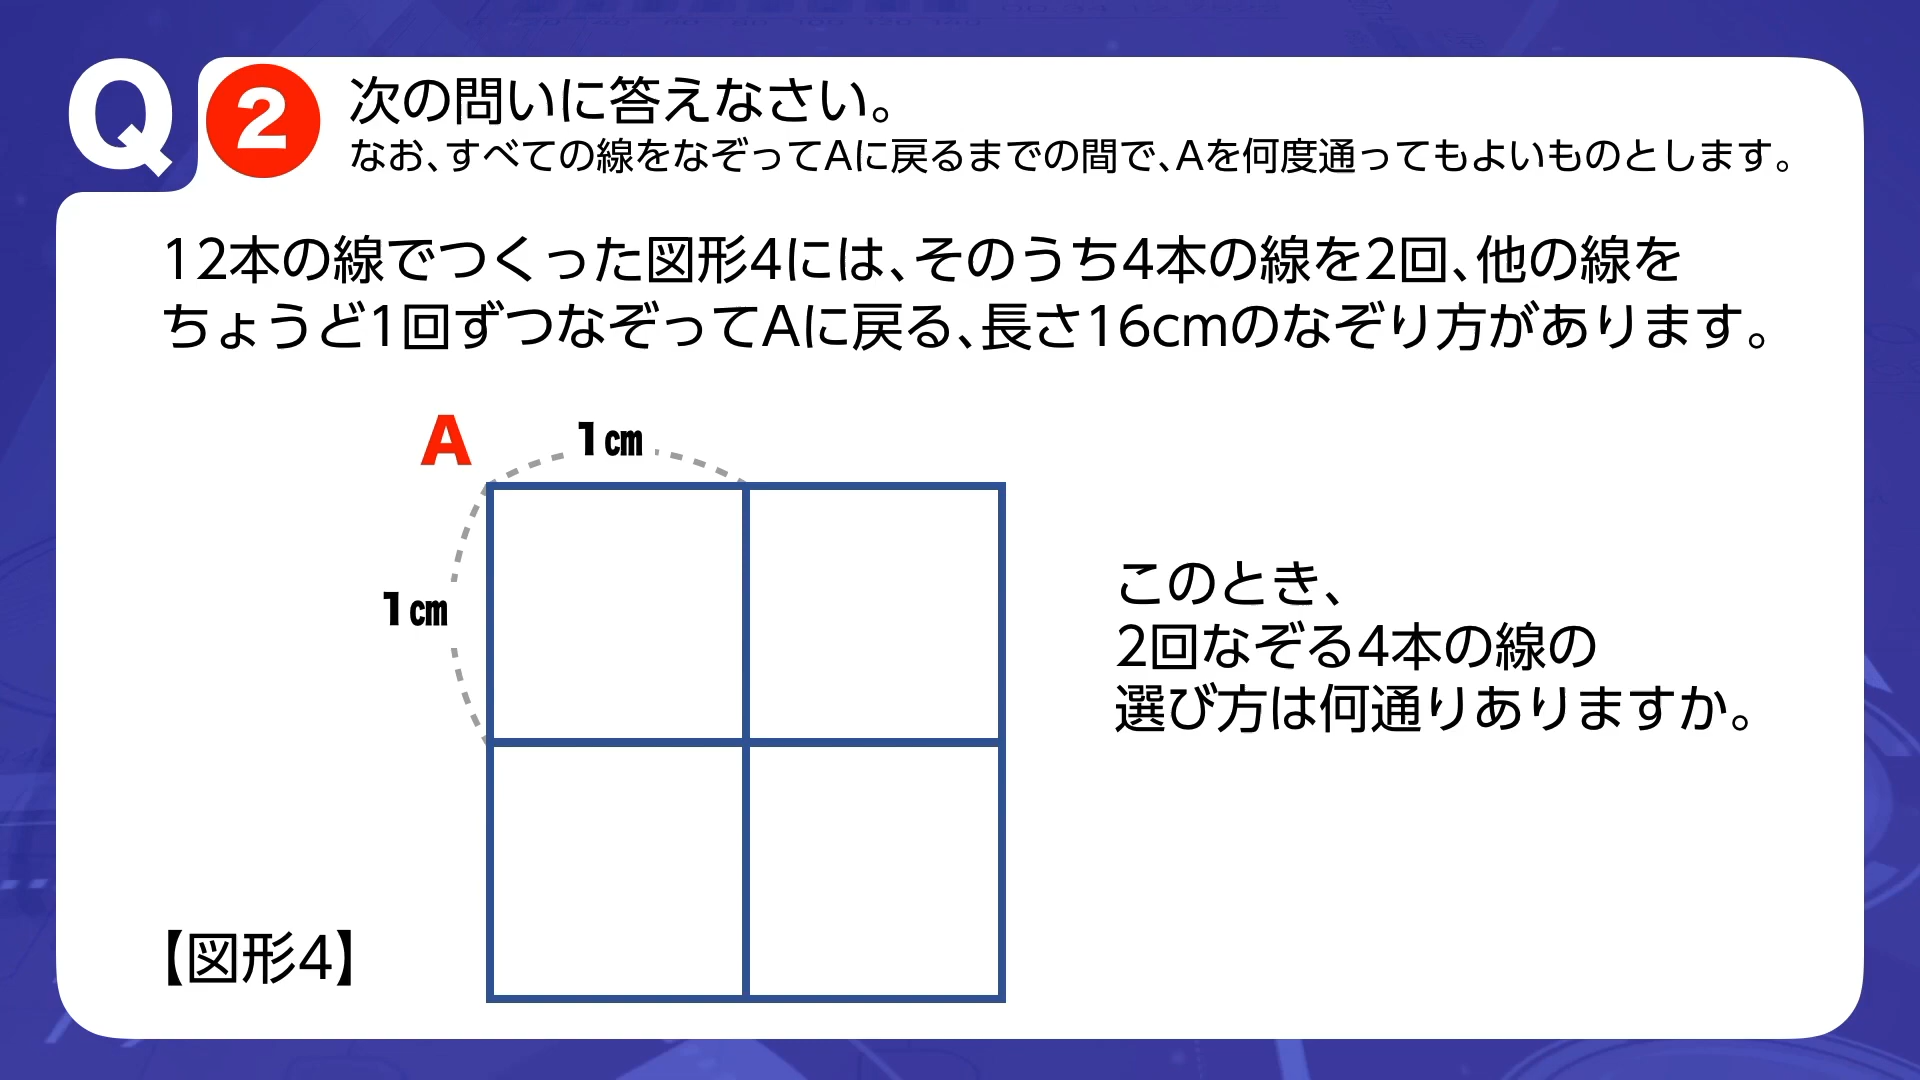 Q2 次の問いに答えなさい。
なお、すべての線をなぞってAに戻るまでの間で、Aを何度通ってもよいものとします。
12本の線でつくった図形4には、そのうち4本の線を2回、他の線を
ちょうど1回ずつなぞってAに戻る、長さ16cmのなぞり方があります。
A
1cm
1cm
このとき、
2回なぞる4本の線の
選び方は何通りありますか。
【図形4】